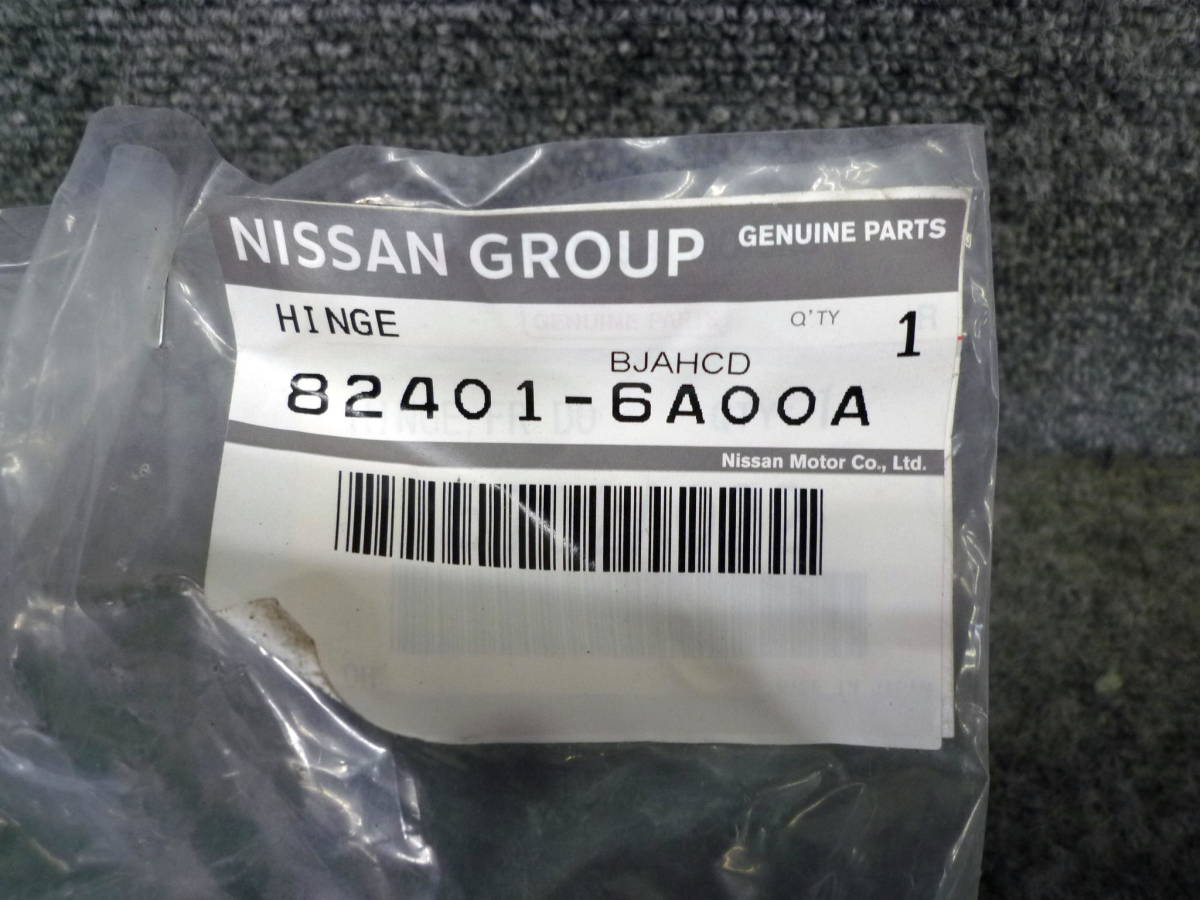 NISSAN GROUP GENUINE PARTS
HINGE Q'TY 1
BJAHCD
82401-6A00A
Nissan Motor Co., Ltd.